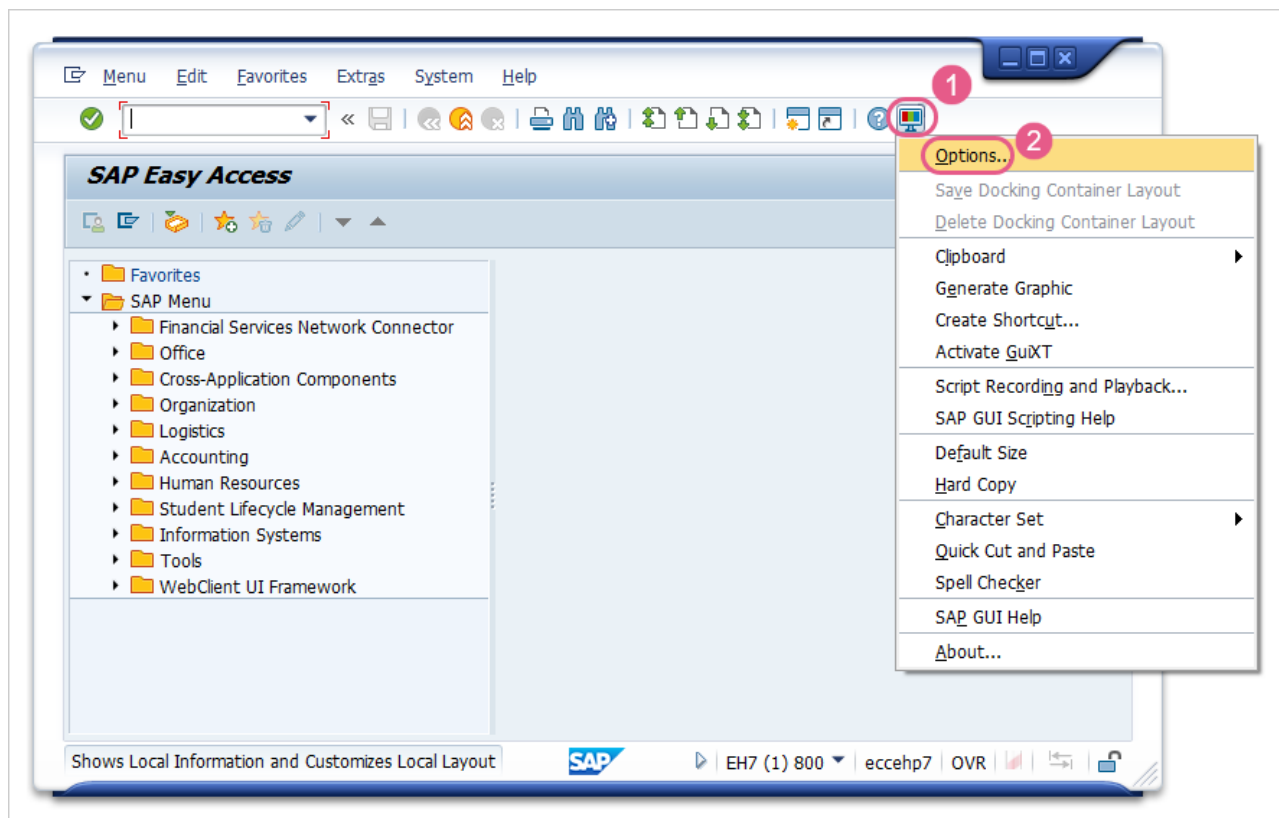 Menu Edit Favorites Extras System Help
1
2
SAP Easy Access
Favorites
SAP Menu
Financial Services Network Connector
Office
Cross-Application Components
Organization
Logistics
Accounting
Human Resources
Student Lifecycle Management
Information Systems
Tools
WebClient UI Framework
Options...
Save Docking Container Layout
Delete Docking Container Layout
Clipboard
Generate Graphic
Create Shortcut...
Activate GuiXT
Script Recording and Playback...
SAP GUI Scripting Help
Default Size
Hard Copy
Character Set
Quick Cut and Paste
Spell Checker
SAP GUI Help
About...
Shows Local Information and Customizes Local Layout SAP EH7 (1) 800 eccehp7 OVR